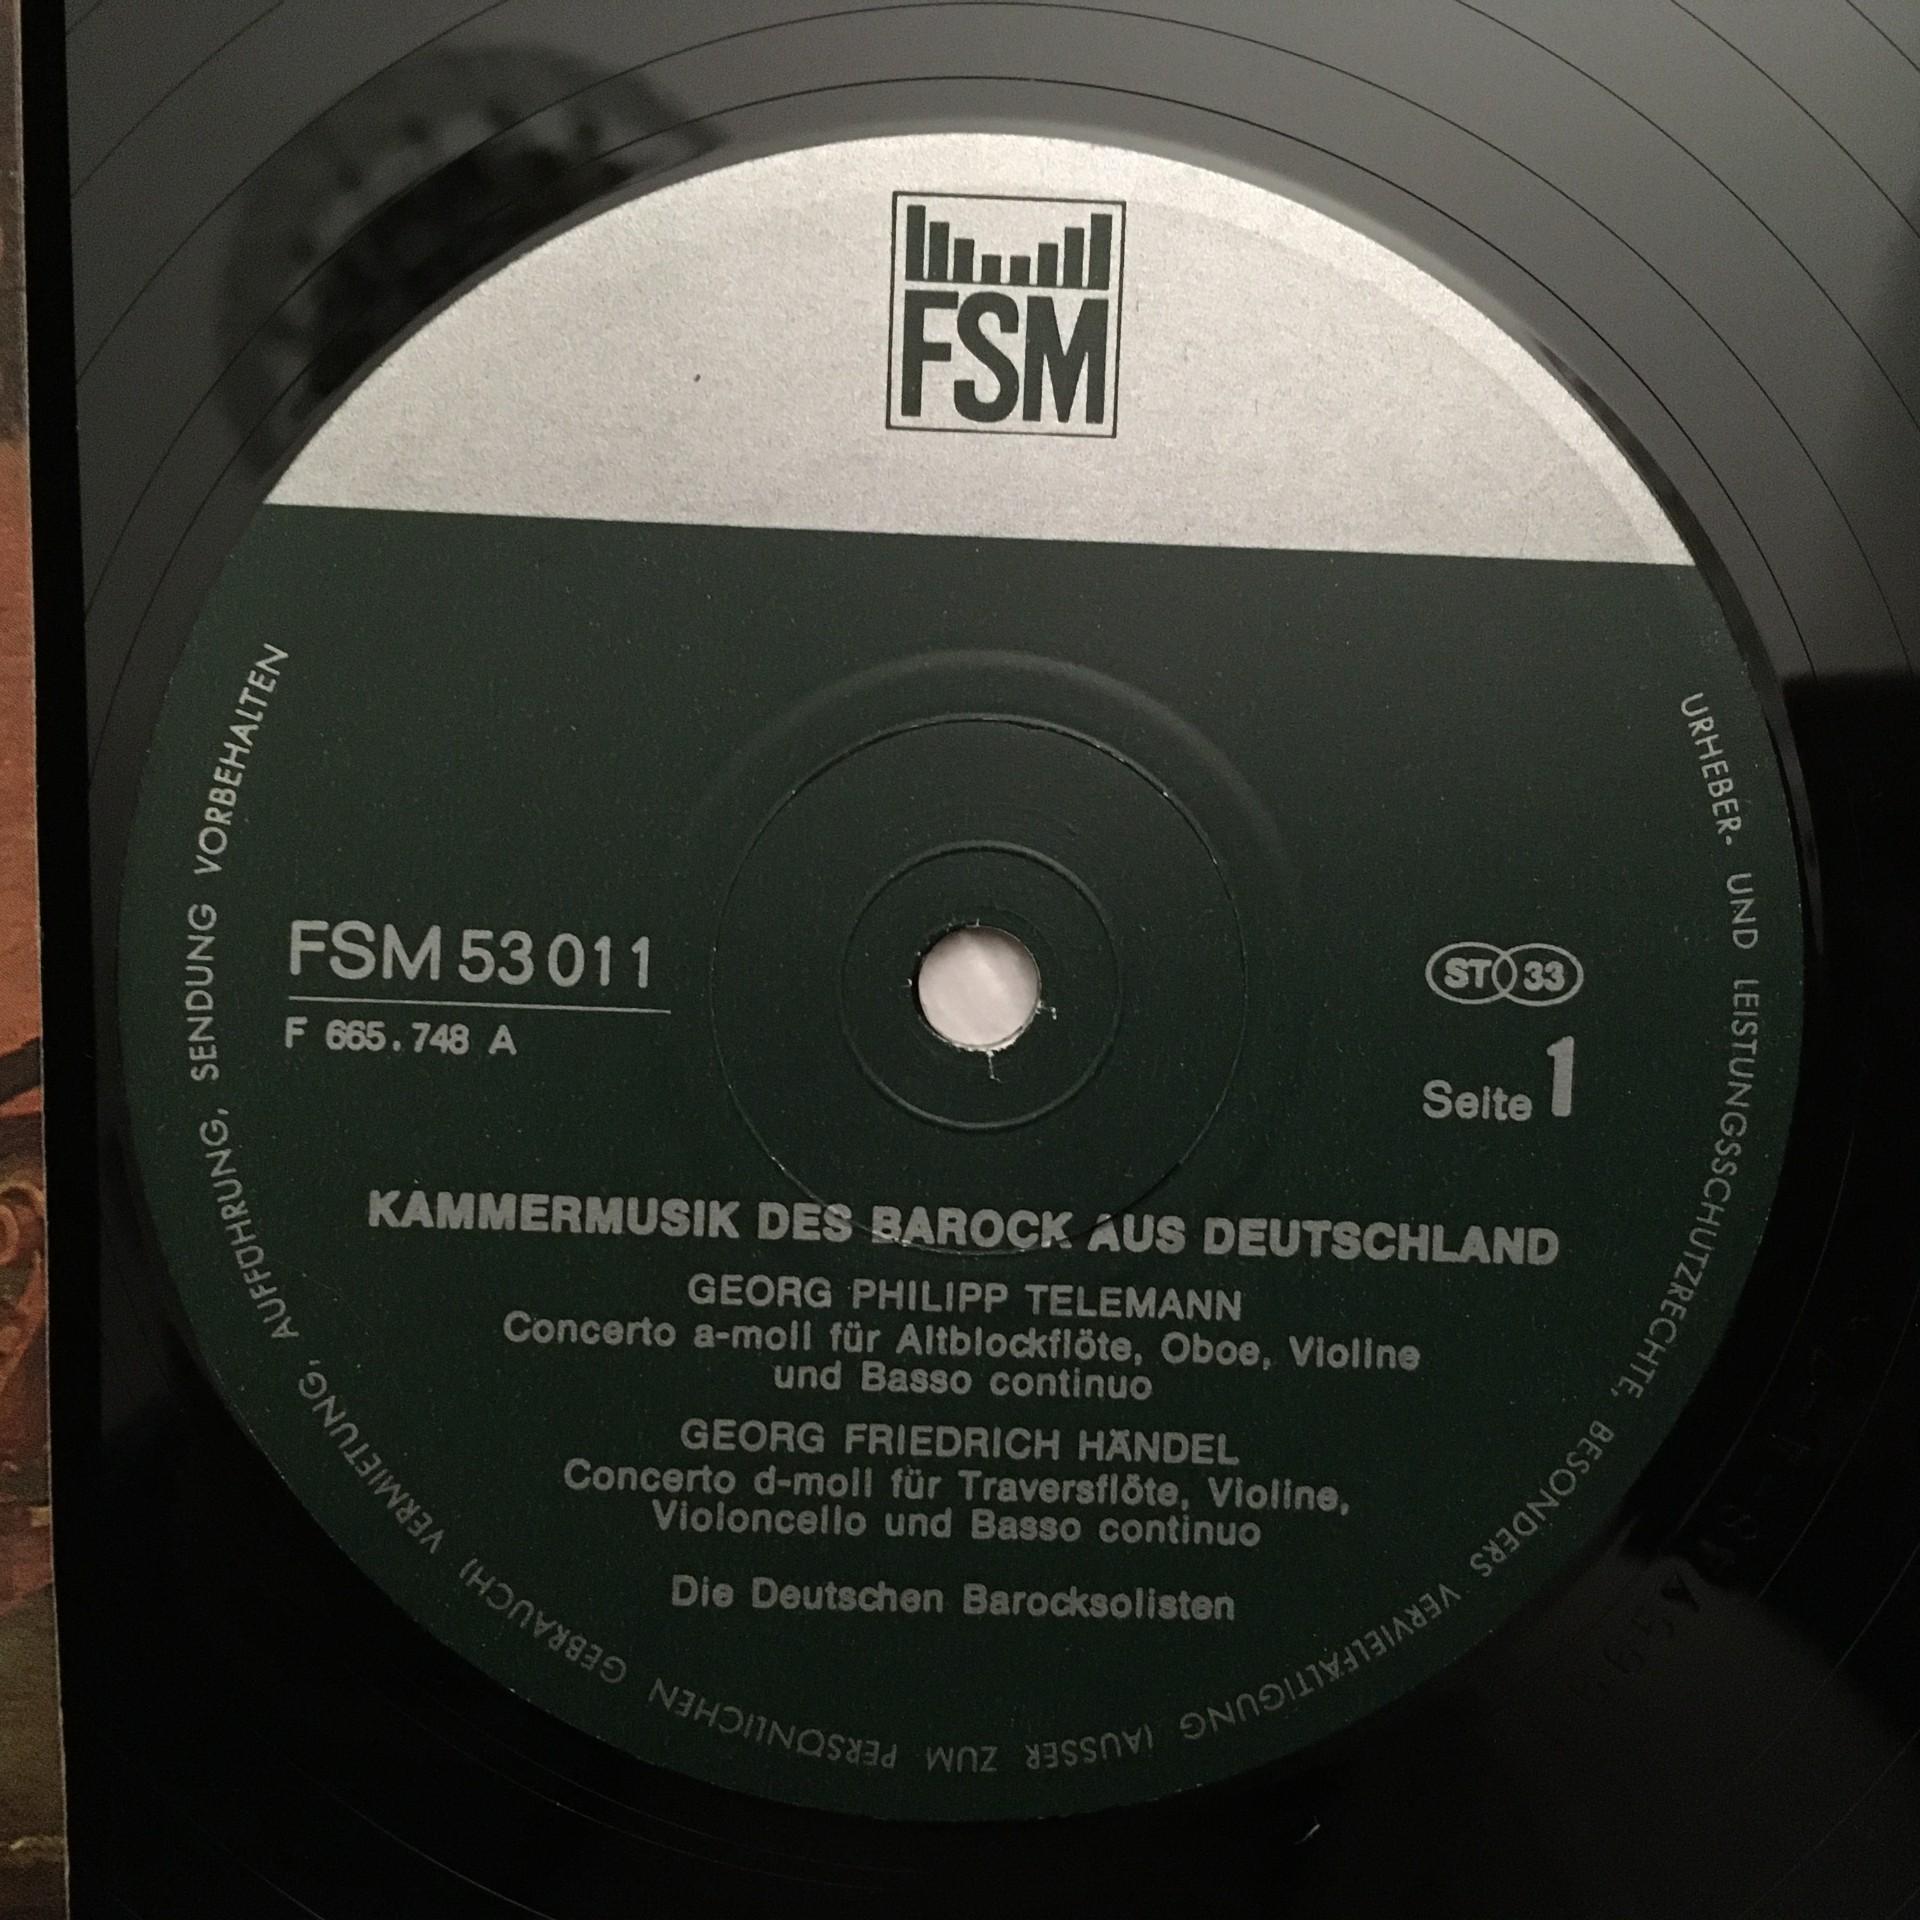 FSM
FSM 53 011
F 665.748 A
ST 33
Seite 1
KAMMERMUSIK DES BAROCK AUS DEUTSCHLAND
GEORG PHILIPP TELEMANN
Concerto a-moll für Altblockflöte, Oboe, Violine
und Basso continuo
GEORG FRIEDRICH HÄNDEL
Concerto d-moll für Traversflöte, Violine,
Violoncello und Basso continuo
Die Deutschen Barocksolisten
URHEBER- UND LEISTUNGSSCHUTZRECHTE, BESONDERS VERVIELFÄLTIGUNG (AUSSER ZUM PERSÖNLICHEN GEBRAUCH) VERMIETUNG, AUFFÜHRUNG, SENDUNG VORBEHALTEN